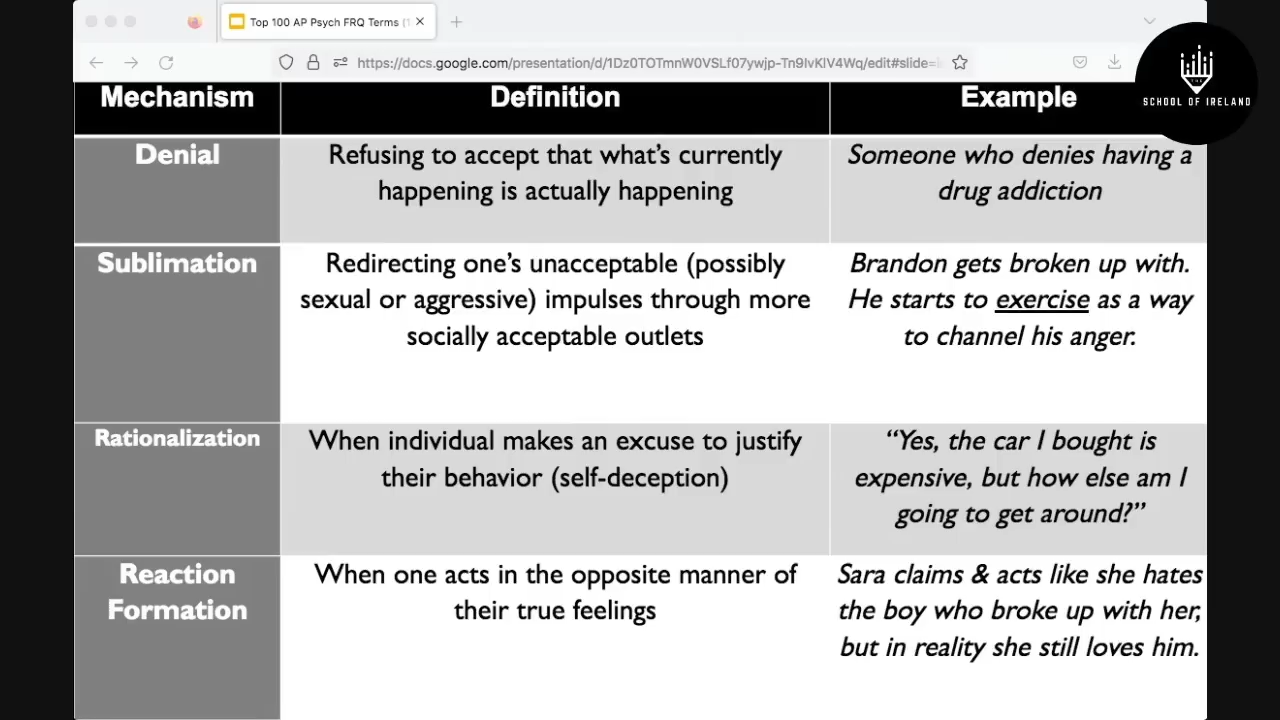 Top 100 AP Psych FRQ Terms (1
https://docs.google.com/presentation/d/1Dz0TOTmnW0VSLf07ywjp-Tn9IvKlV4Wq/edit#slide=i
THE
SCHOOL OF IRELAND
Mechanism Definition Example
Denial
Refusing to accept that what's currently
happening is actually happening
Someone who denies having a
drug addiction
Sublimation
Redirecting one's unacceptable (possibly
sexual or aggressive) impulses through more
socially acceptable outlets
Brandon gets broken up with.
He starts to exercise as a way
to channel his anger.
Rationalization
When individual makes an excuse to justify
their behavior (self-deception)
“Yes, the car I bought is
expensive, but how else am I
going to get around?”
Reaction
Formation
When one acts in the opposite manner of
their true feelings
Sara claims & acts like she hates
the boy who broke up with her,
but in reality she still loves him.